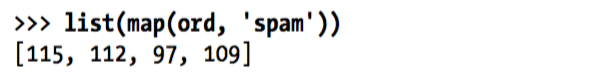 >>> list(map(ord, 'spam'))
[115, 112, 97, 109]